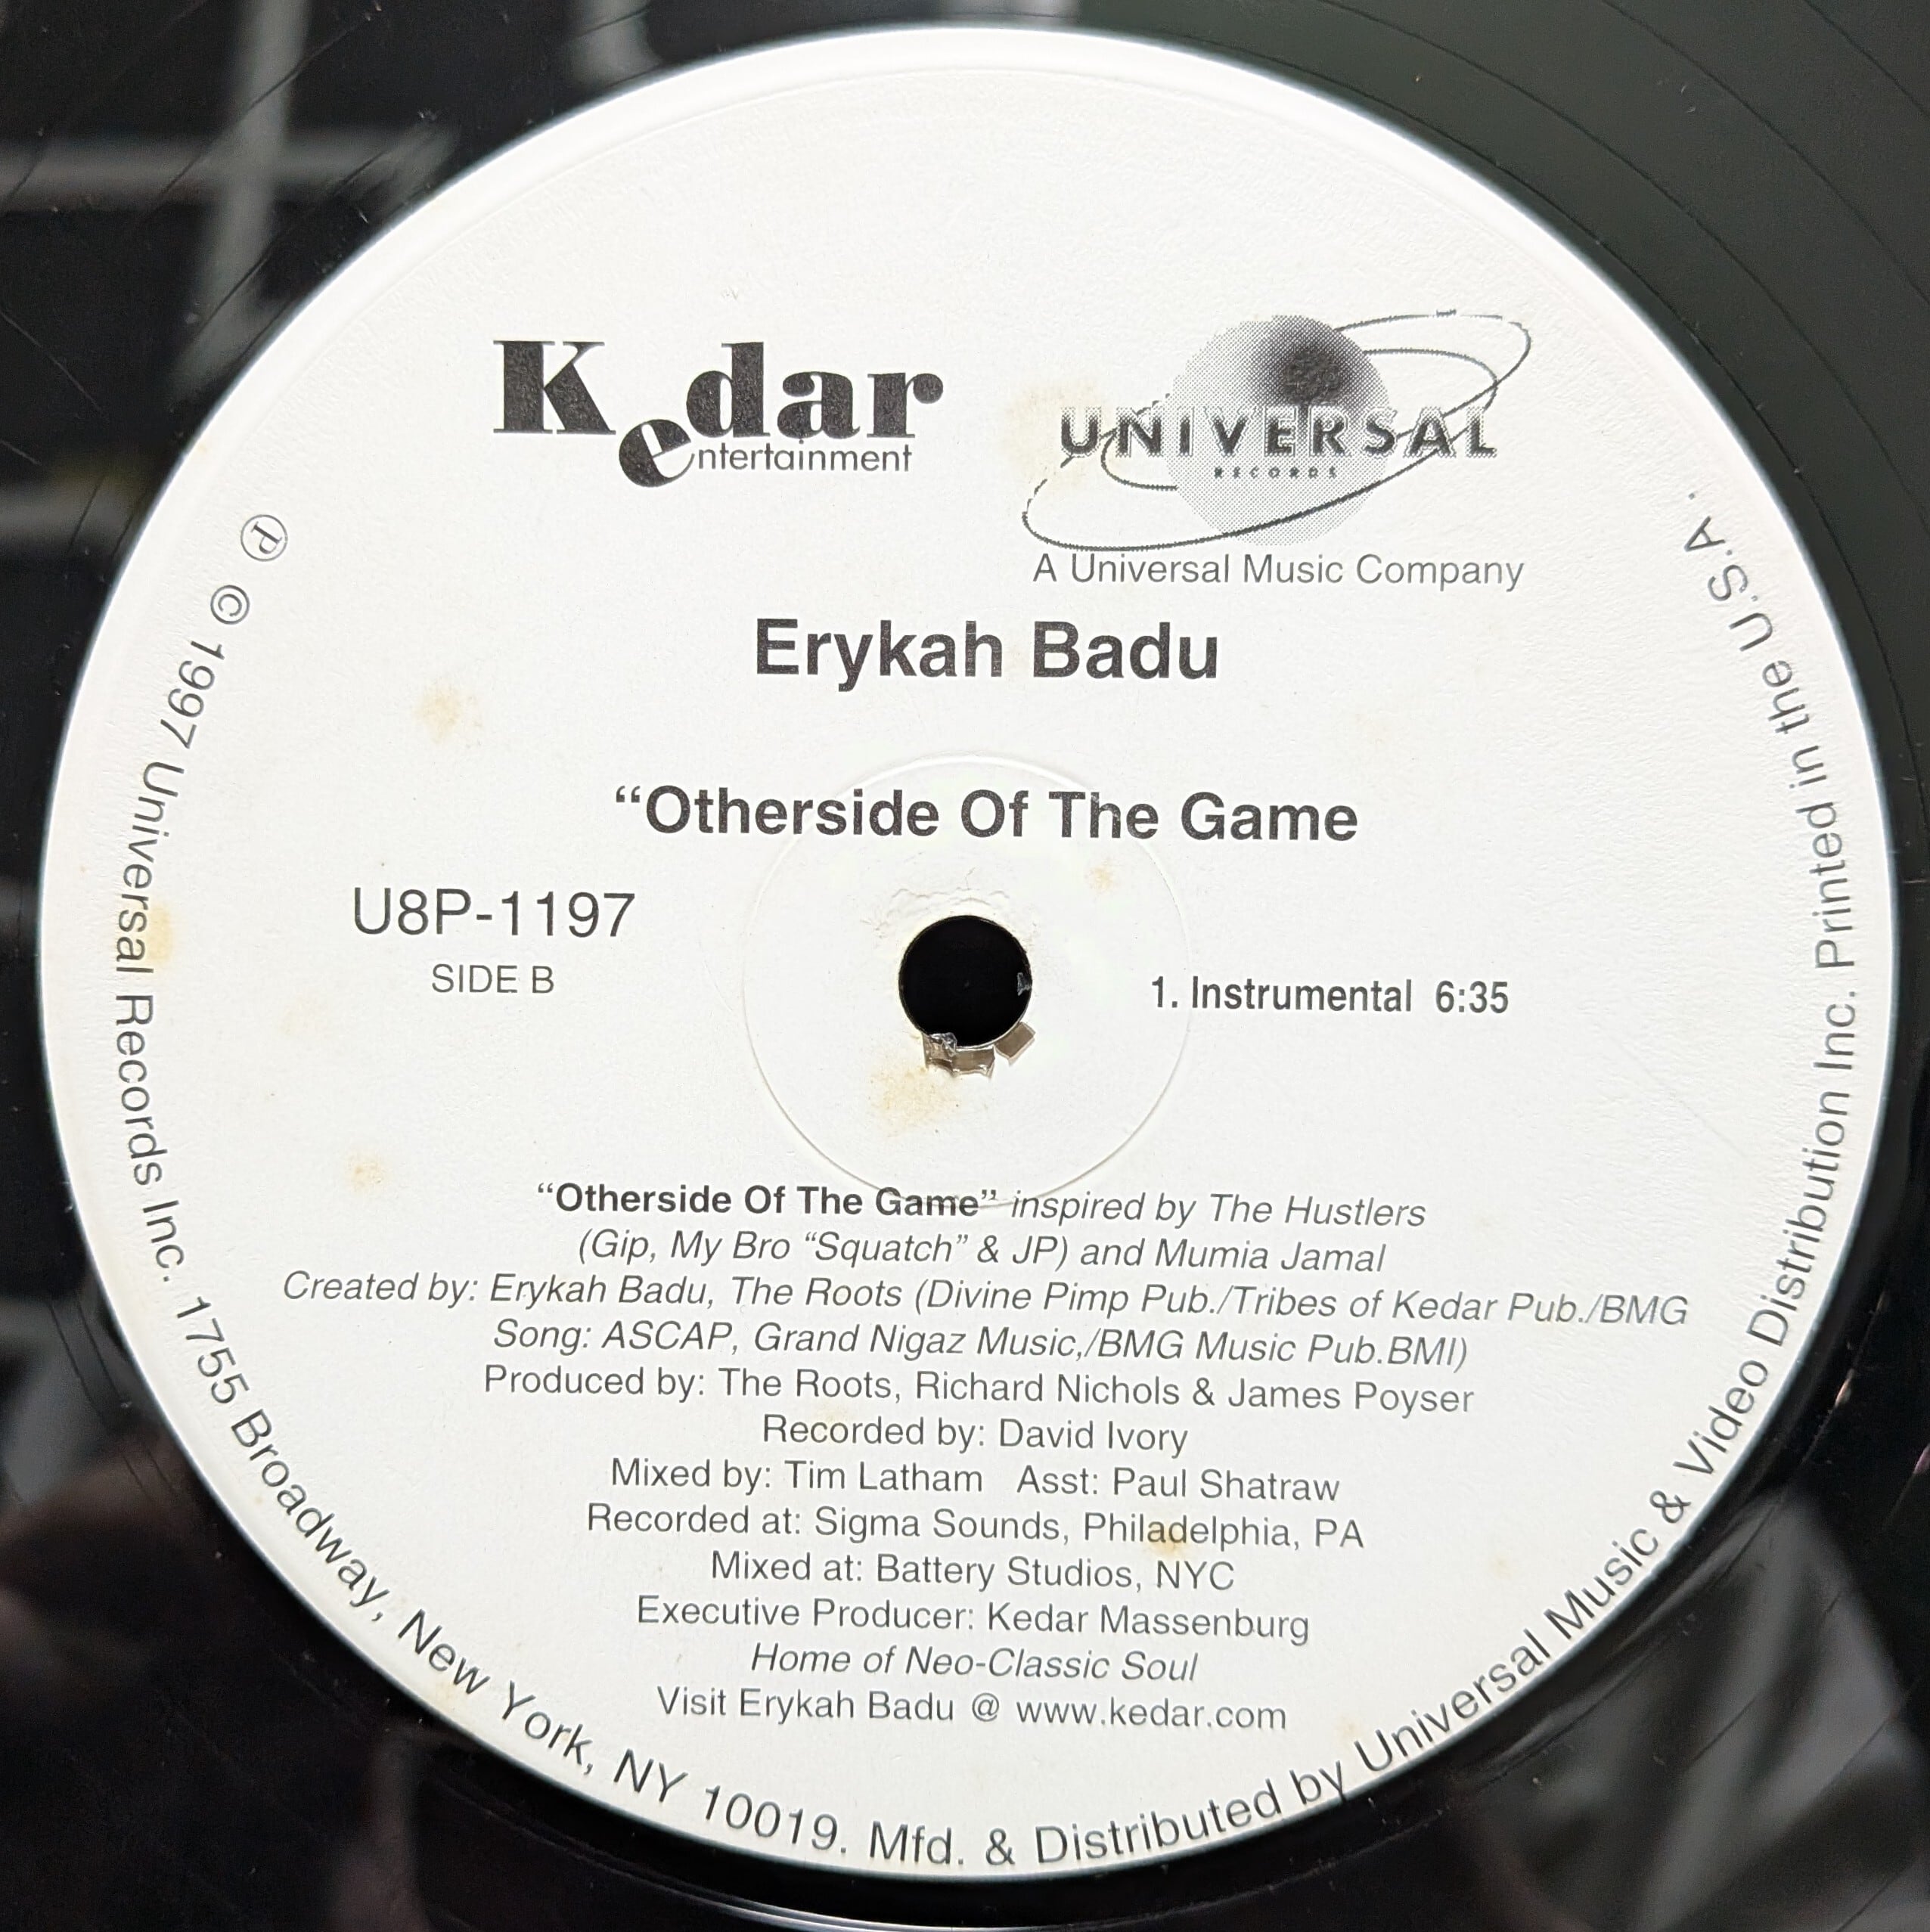 Kedar
entertainment
UNIVERSAL
RECORDS
A Universal Music Company
Erykah Badu
“Otherside Of The Game
U8P-1197
SIDE B
1. Instrumental 6:35
“Otherside Of The Game” inspired by The Hustlers
(Gip, My Bro “Squatch” & JP) and Mumia Jamal
Created by: Erykah Badu, The Roots (Divine Pimp Pub./Tribes of Kedar Pub./BMG
Song: ASCAP, Grand Nigaz Music,/BMG Music Pub.BMI)
Produced by: The Roots, Richard Nichols & James Poyser
Recorded by: David Ivory
Mixed by: Tim Latham Asst: Paul Shatraw
Recorded at: Sigma Sounds, Philadelphia, PA
Mixed at: Battery Studios, NYC
Executive Producer: Kedar Massenburg
Home of Neo-Classic Soul
Visit Erykah Badu @ www.kedar.com
℗ © 1997 Universal Records Inc. 1755 Broadway, New York, NY 10019. Mfd. & Distributed by Universal Music & Video Distribution Inc. Printed in the U.S.A.